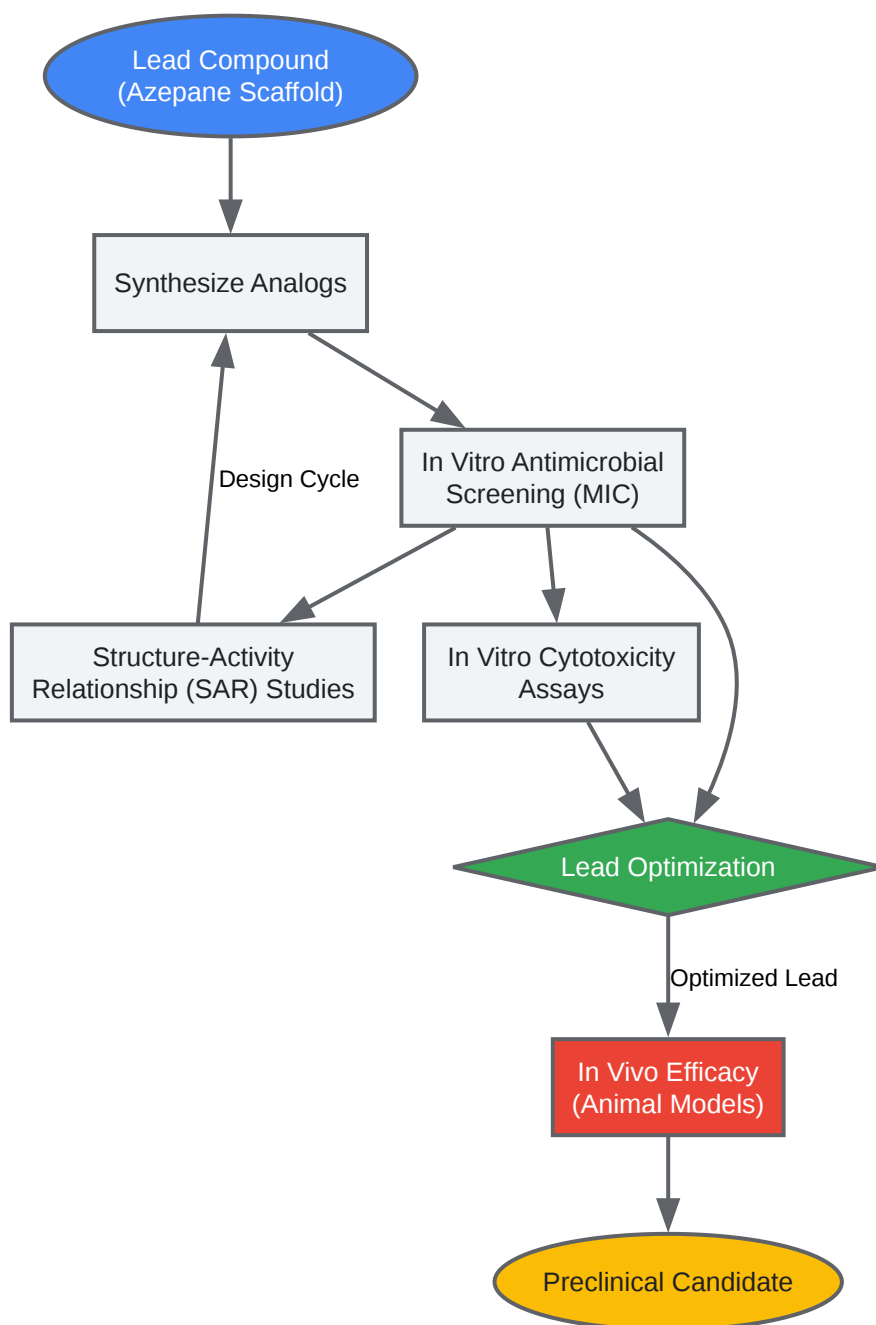 Lead Compound
(Azepane Scaffold)
Synthesize Analogs
In Vitro Antimicrobial
Screening (MIC)
Design Cycle
Structure-Activity
Relationship (SAR) Studies
In Vitro Cytotoxicity
Assays
Lead Optimization
Optimized Lead
In Vivo Efficacy
(Animal Models)
Preclinical Candidate